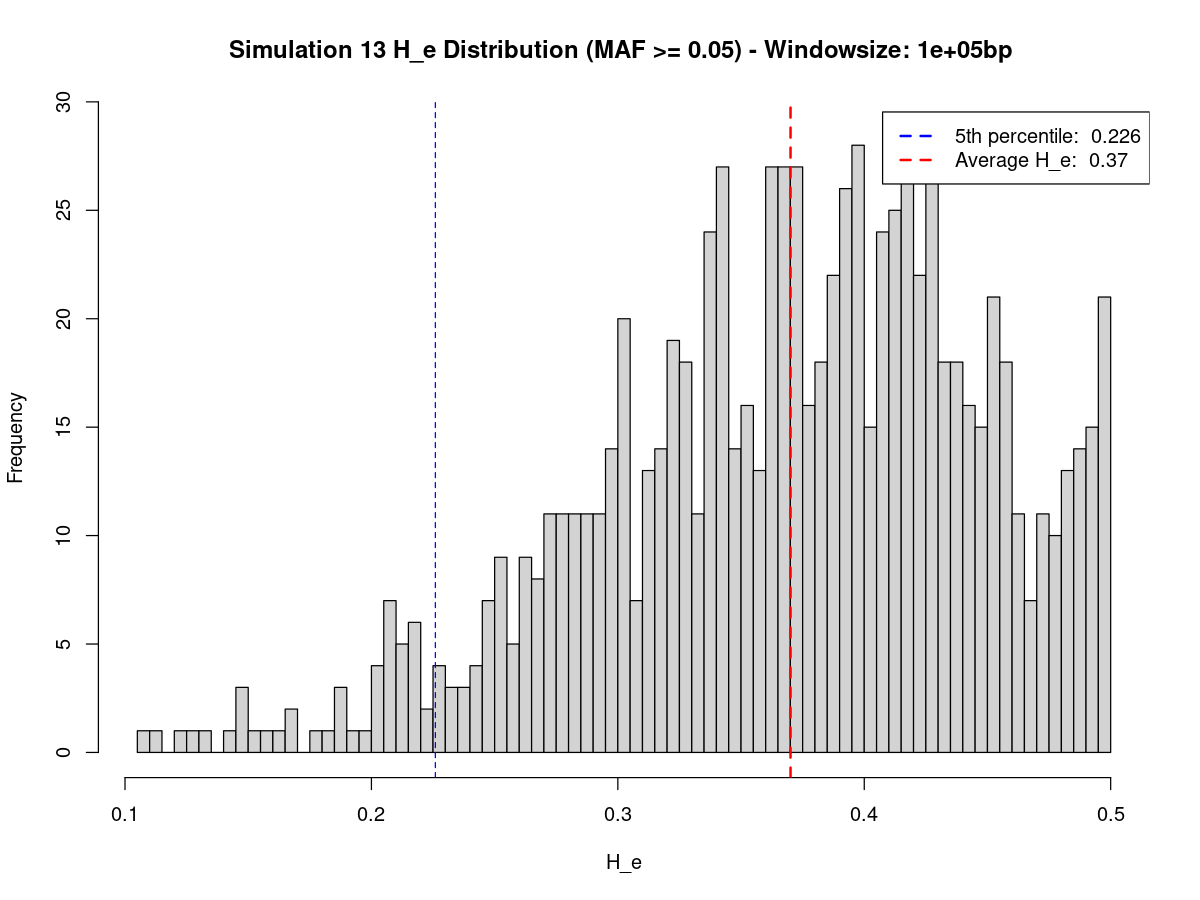 Simulation 13 H_e Distribution (MAF >= 0.05) - Windowsize: 1e+05bp
5th percentile: 0.226
Average H_e: 0.37
Frequency
30
25
20
15
10
5
0
0.1 0.2 0.3 0.4 0.5
H_e